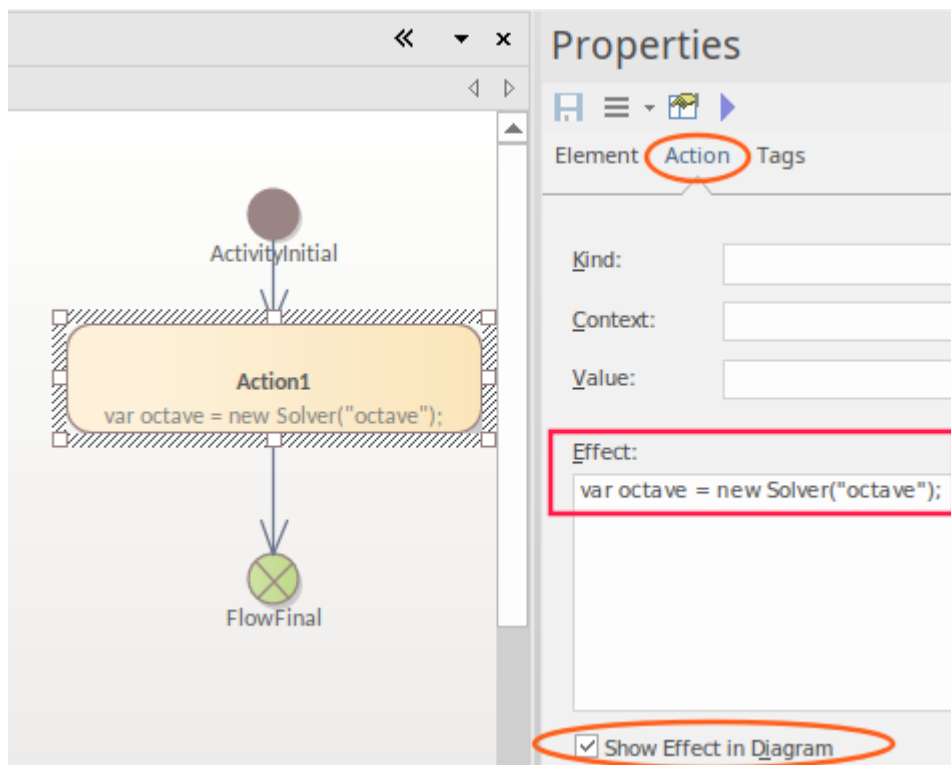 Properties
Element Action Tags
ActivityInitial
Kind:
Context:
Action1
Value:
var octave = new Solver("octave");
Effect:
var octave = new Solver("octave");
FlowFinal
Show Effect in Diagram